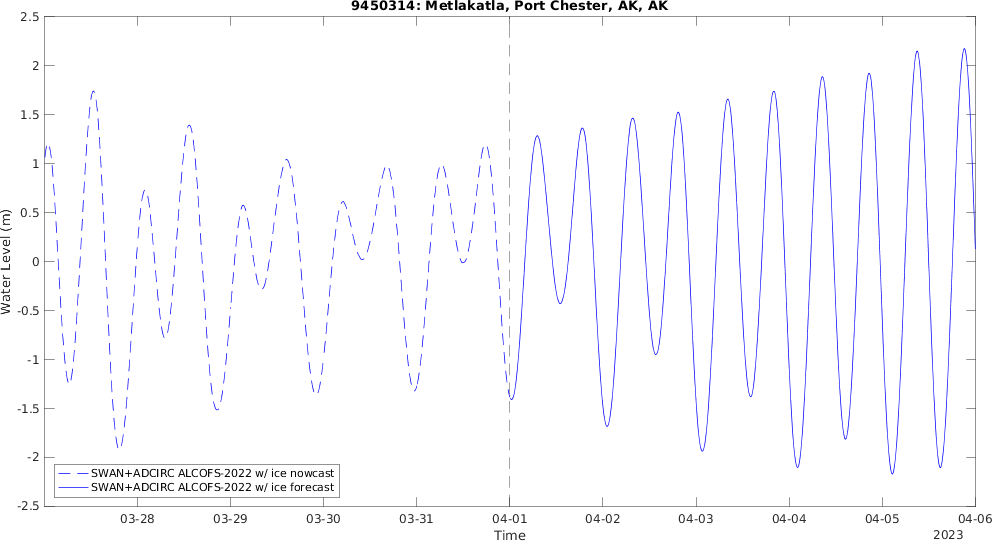 9450314: Metlakatla, Port Chester, AK, AK
2.5
2
1.5
1
0.5
0
-0.5
-1
-1.5
-2
-2.5
Water Level (m)
SWAN+ADCIRC ALCOFS-2022 w/ ice nowcast
SWAN+ADCIRC ALCOFS-2022 w/ ice forecast
03-28 03-29 03-30 03-31 04-01 04-02 04-03 04-04 04-05 04-06
Time
2023